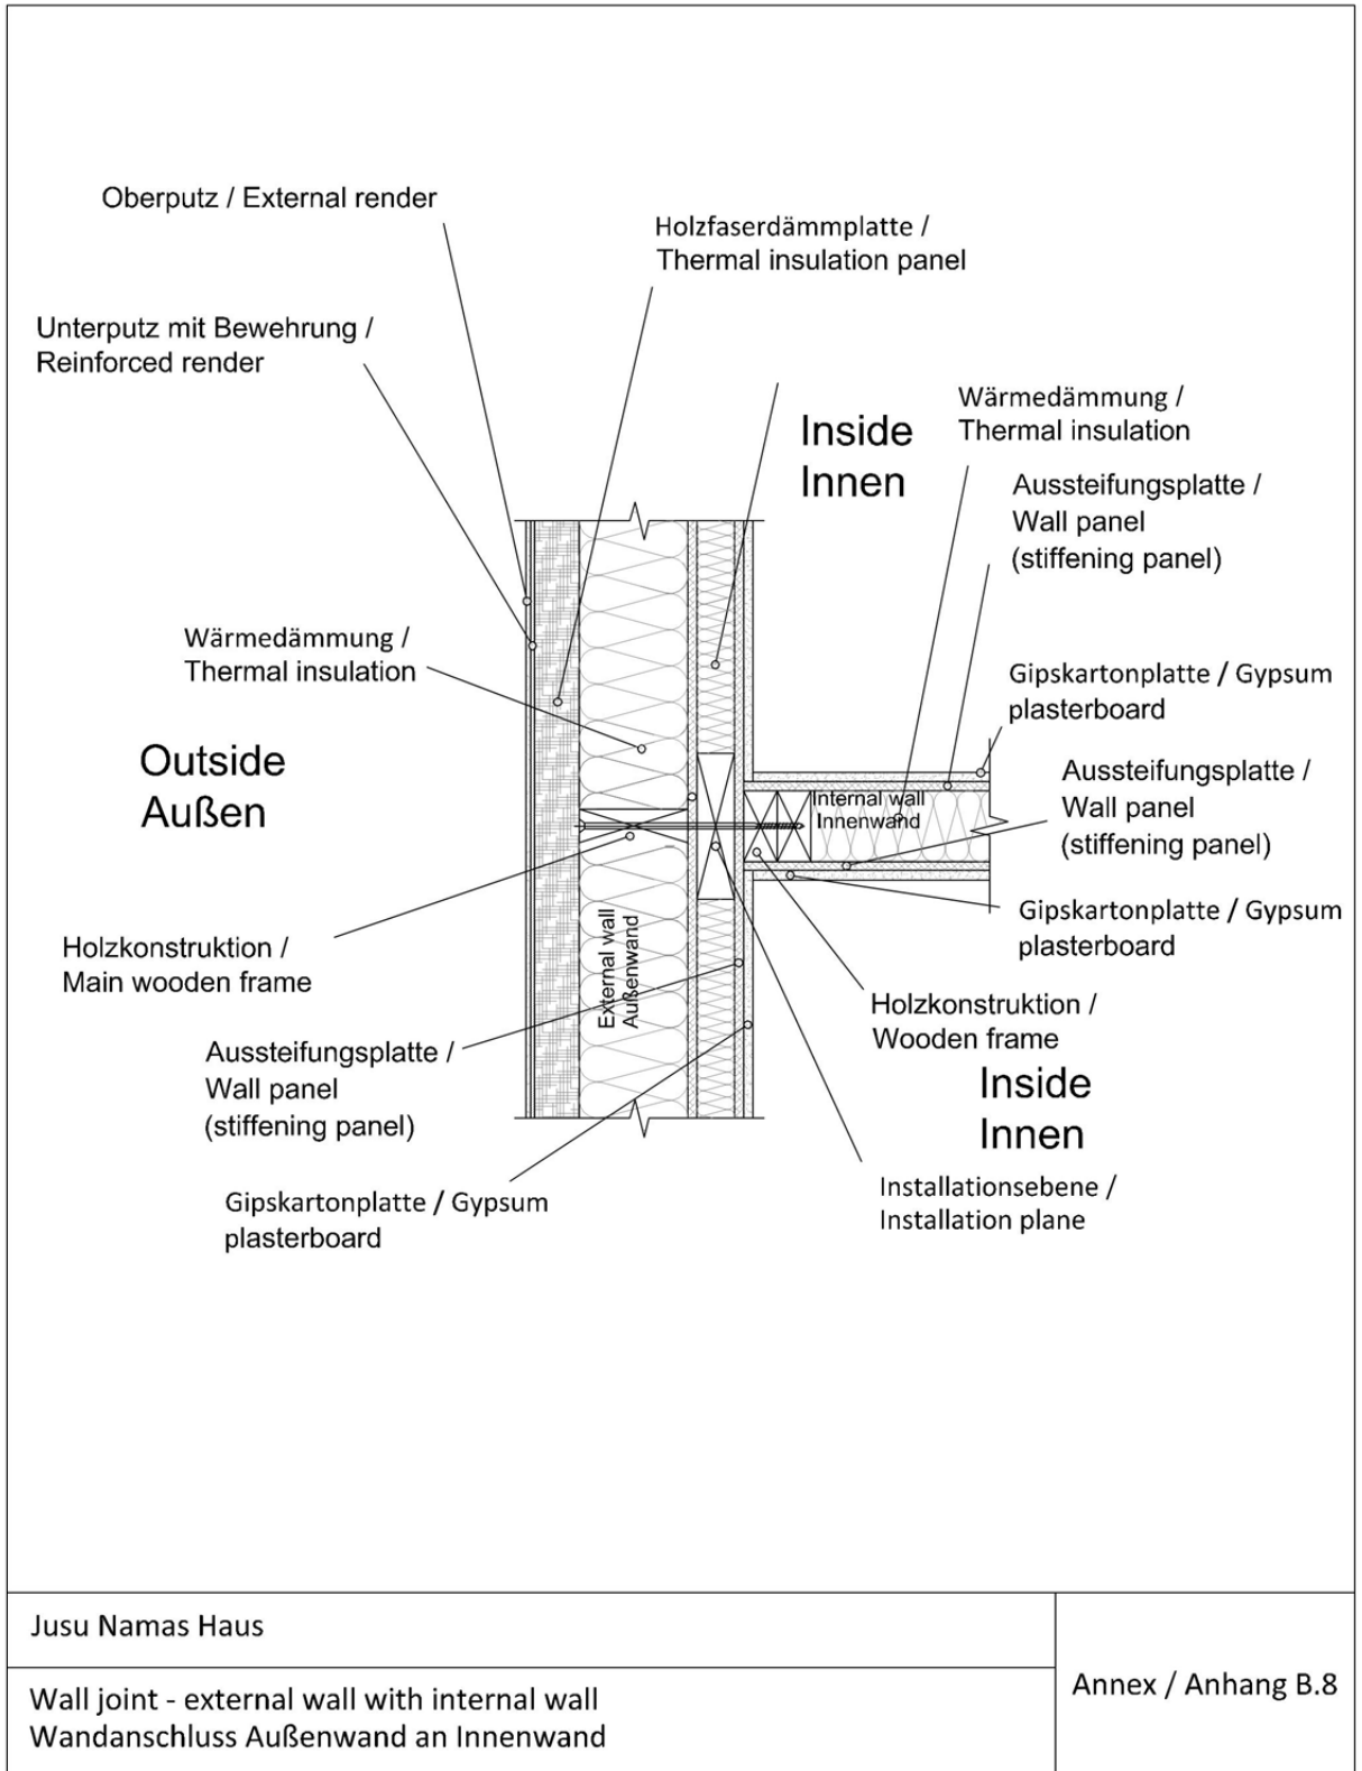 Oberputz / External render
Holzfaserdämmplatte /
Thermal insulation panel
Unterputz mit Bewehrung /
Reinforced render
Inside
Innen
Wärmedämmung /
Thermal insulation
Aussteifungsplatte /
Wall panel
(stiffening panel)
Wärmedämmung /
Thermal insulation
Gipskartonplatte / Gypsum
plasterboard
Outside
Außen
Aussteifungsplatte /
Wall panel
(stiffening panel)
Internal wall
Innenwand
Gipskartonplatte / Gypsum
plasterboard
External wall
Außenwand
Holzkonstruktion /
Main wooden frame
Holzkonstruktion /
Wooden frame
Aussteifungsplatte /
Wall panel
(stiffening panel)
Inside
Innen
Gipskartonplatte / Gypsum
plasterboard
Installationsebene /
Installation plane
Jusu Namas Haus
Wall joint - external wall with internal wall
Wandanschluss Außenwand an Innenwand
Annex / Anhang B.8